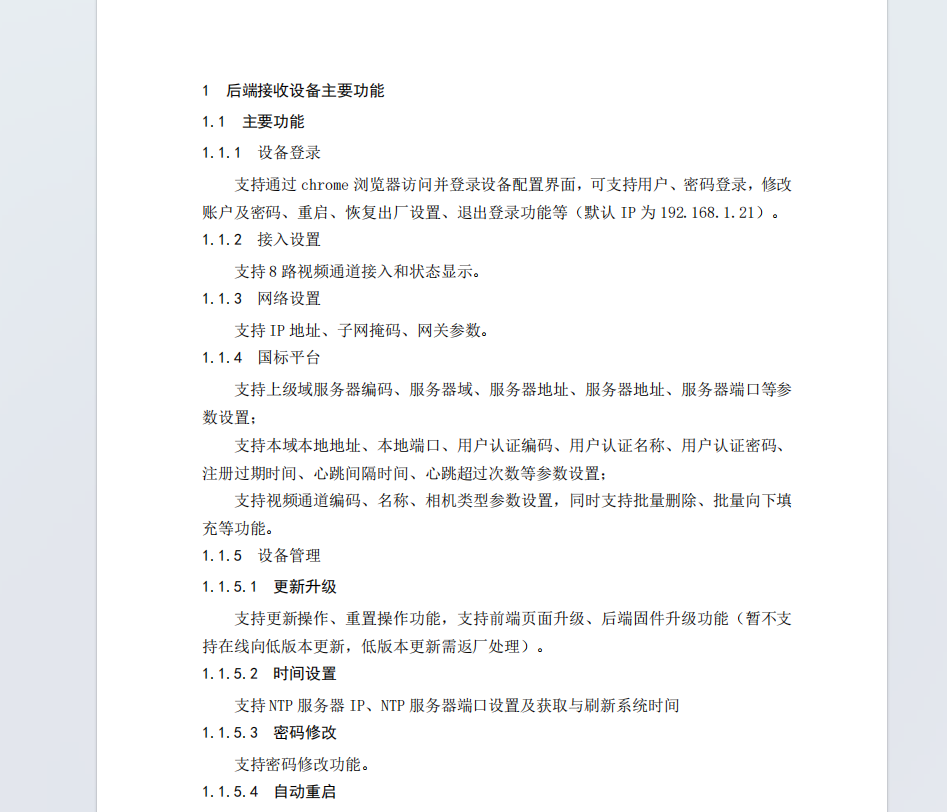 1 后端接收设备主要功能
1.1 主要功能
1.1.1 设备登录
支持通过 chrome 浏览器访问并登录设备配置界面，可支持用户、密码登录，修改
账户及密码、重启、恢复出厂设置、退出登录功能等（默认 IP 为 192.168.1.21）。
1.1.2 接入设置
支持 8 路视频通道接入和状态显示。
1.1.3 网络设置
支持 IP 地址、子网掩码、网关参数。
1.1.4 国标平台
支持上级域服务器编码、服务器域、服务器地址、服务器地址、服务器端口等参
数设置；
支持本域本地地址、本地端口、用户认证编码、用户认证名称、用户认证密码、
注册过期时间、心跳间隔时间、心跳超过次数等参数设置；
支持视频通道编码、名称、相机类型参数设置，同时支持批量删除、批量向下填
充等功能。
1.1.5 设备管理
1.1.5.1 更新升级
支持更新操作、重置操作功能，支持前端页面升级、后端固件升级功能（暂不支
持在线向低版本更新，低版本更新需返厂处理）。
1.1.5.2 时间设置
支持 NTP 服务器 IP、NTP 服务器端口设置及获取与刷新系统时间
1.1.5.3 密码修改
支持密码修改功能。
1.1.5.4 自动重启